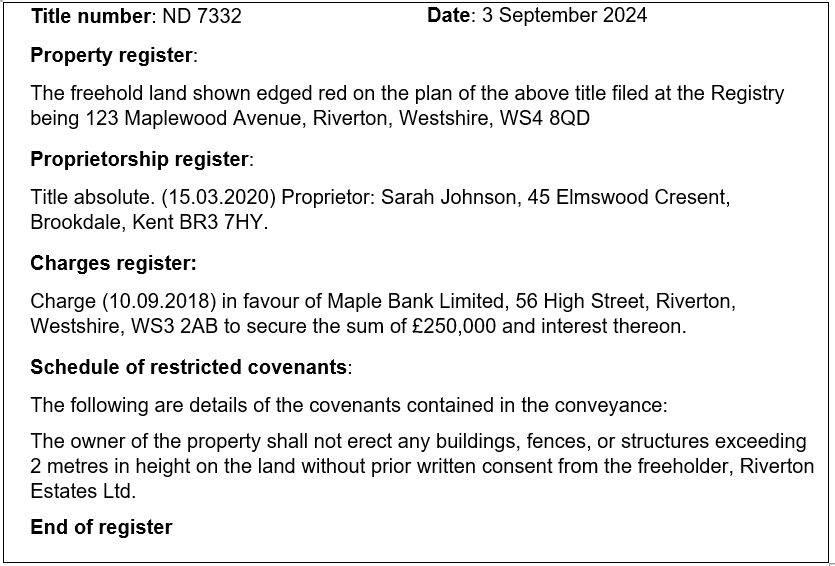 Title number: ND 7332 Date: 3 September 2024
Property register:
The freehold land shown edged red on the plan of the above title filed at the Registry
being 123 Maplewood Avenue, Riverton, Westshire, WS4 8QD
Proprietorship register:
Title absolute. (15.03.2020) Proprietor: Sarah Johnson, 45 Elmswood Cresent,
Brookdale, Kent BR3 7HY.
Charges register:
Charge (10.09.2018) in favour of Maple Bank Limited, 56 High Street, Riverton,
Westshire, WS3 2AB to secure the sum of £250,000 and interest thereon.
Schedule of restricted covenants:
The following are details of the covenants contained in the conveyance:
The owner of the property shall not erect any buildings, fences, or structures exceeding
2 metres in height on the land without prior written consent from the freeholder, Riverton
Estates Ltd.
End of register